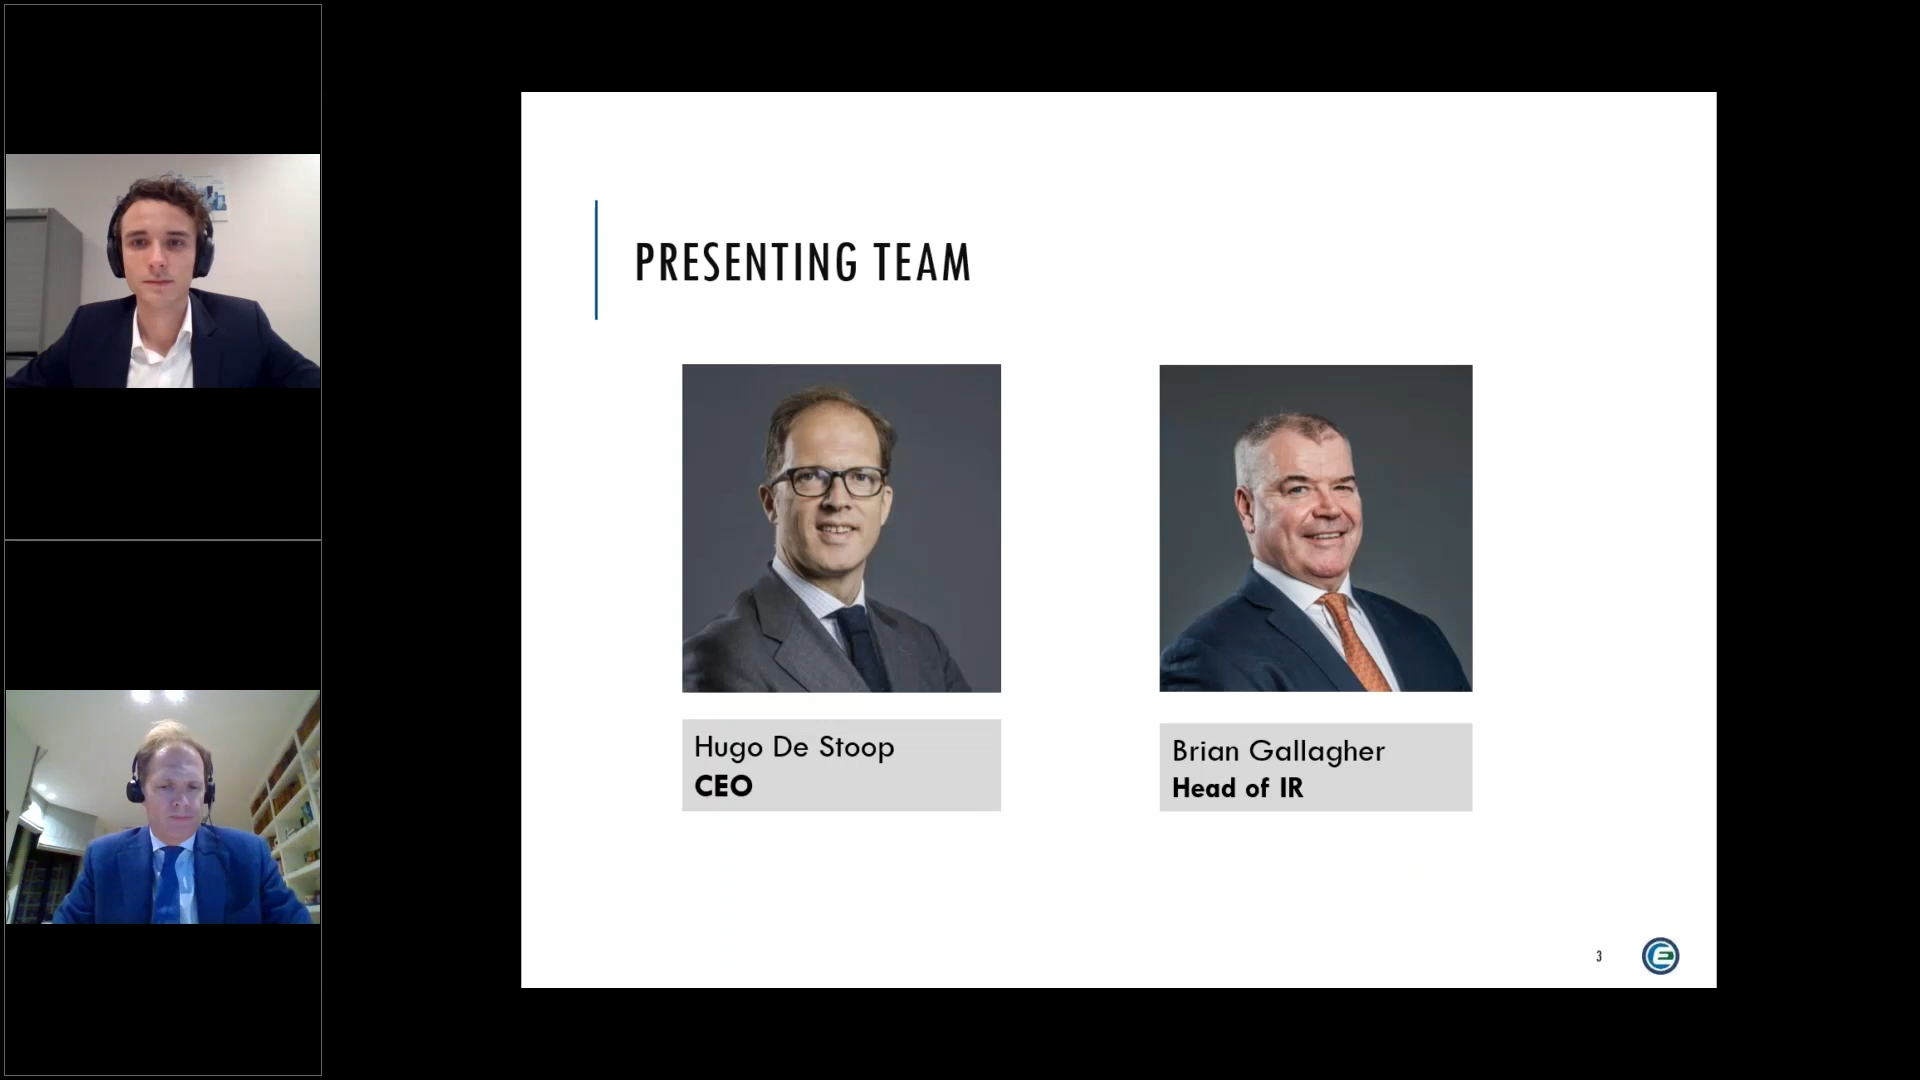 PRESENTING TEAM
Hugo De Stoop
CEO
Brian Gallagher
Head of IR
3